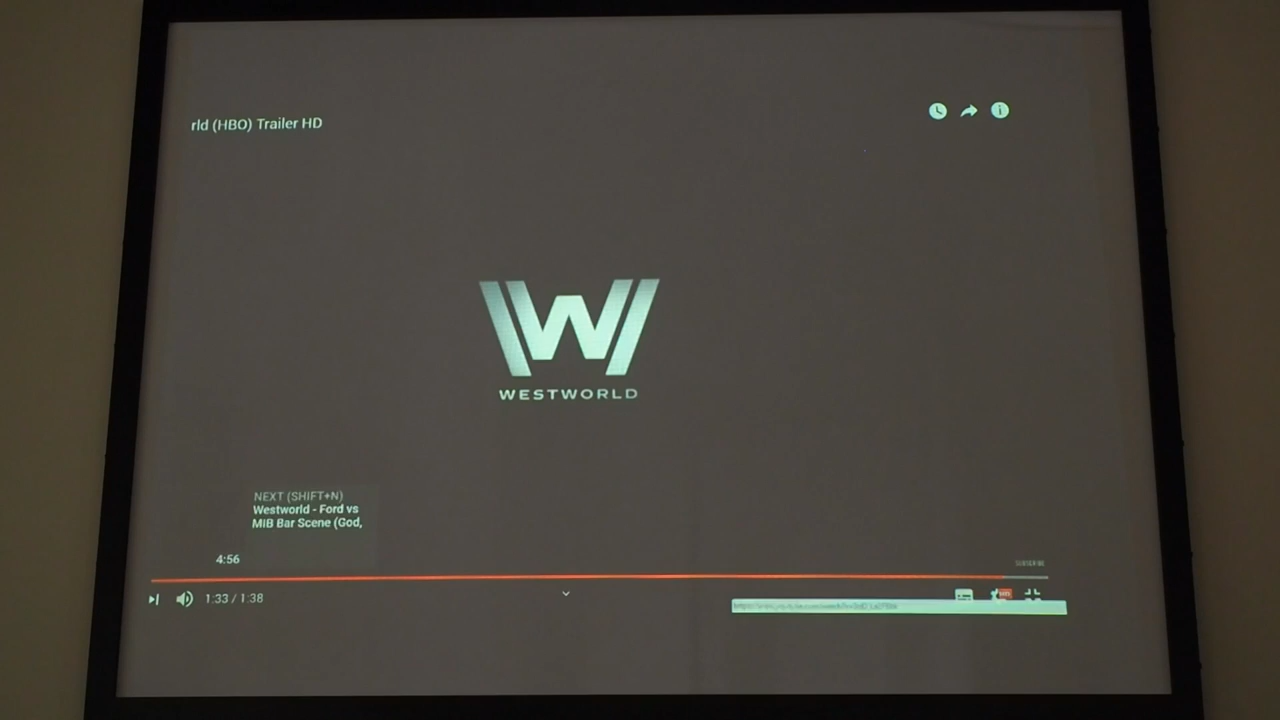 rld (HBO) Trailer HD
W
WESTWORLD
NEXT (SHIFT+N)
Westworld - Ford vs
MIB Bar Scene (God,
4:56
SUBSCRIBE
1:33 / 1:38